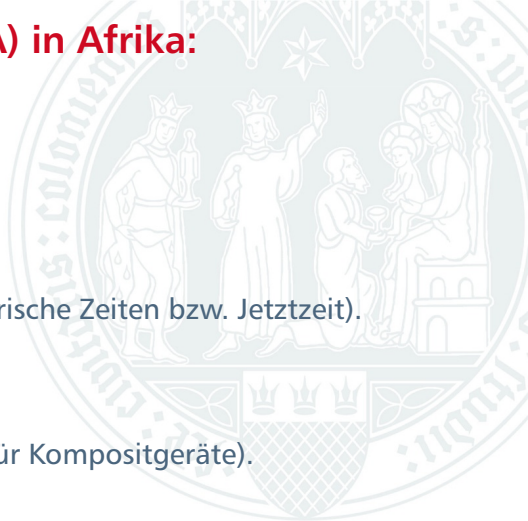 A) in Afrika:
rische Zeiten bzw. Jetztzeit).
ür Kompositgeräte).